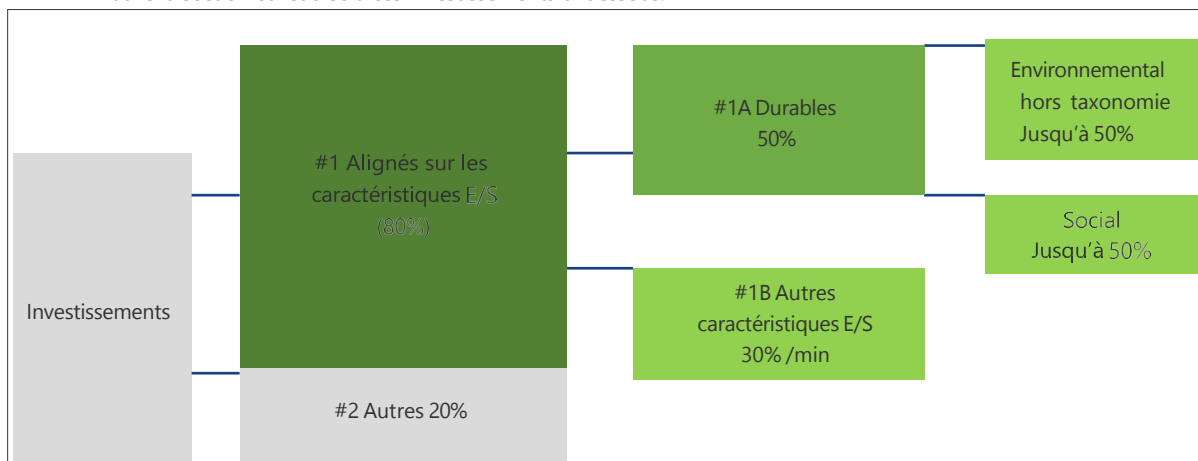 Investissements
#1 Alignés sur les
caractéristiques E/S
(80%)
#2 Autres 20%
#1A Durables
50%
#1B Autres
caractéristiques E/S
30% /min
Environnemental
hors taxonomie
Jusqu’à 50%
Social
Jusqu’à 50%